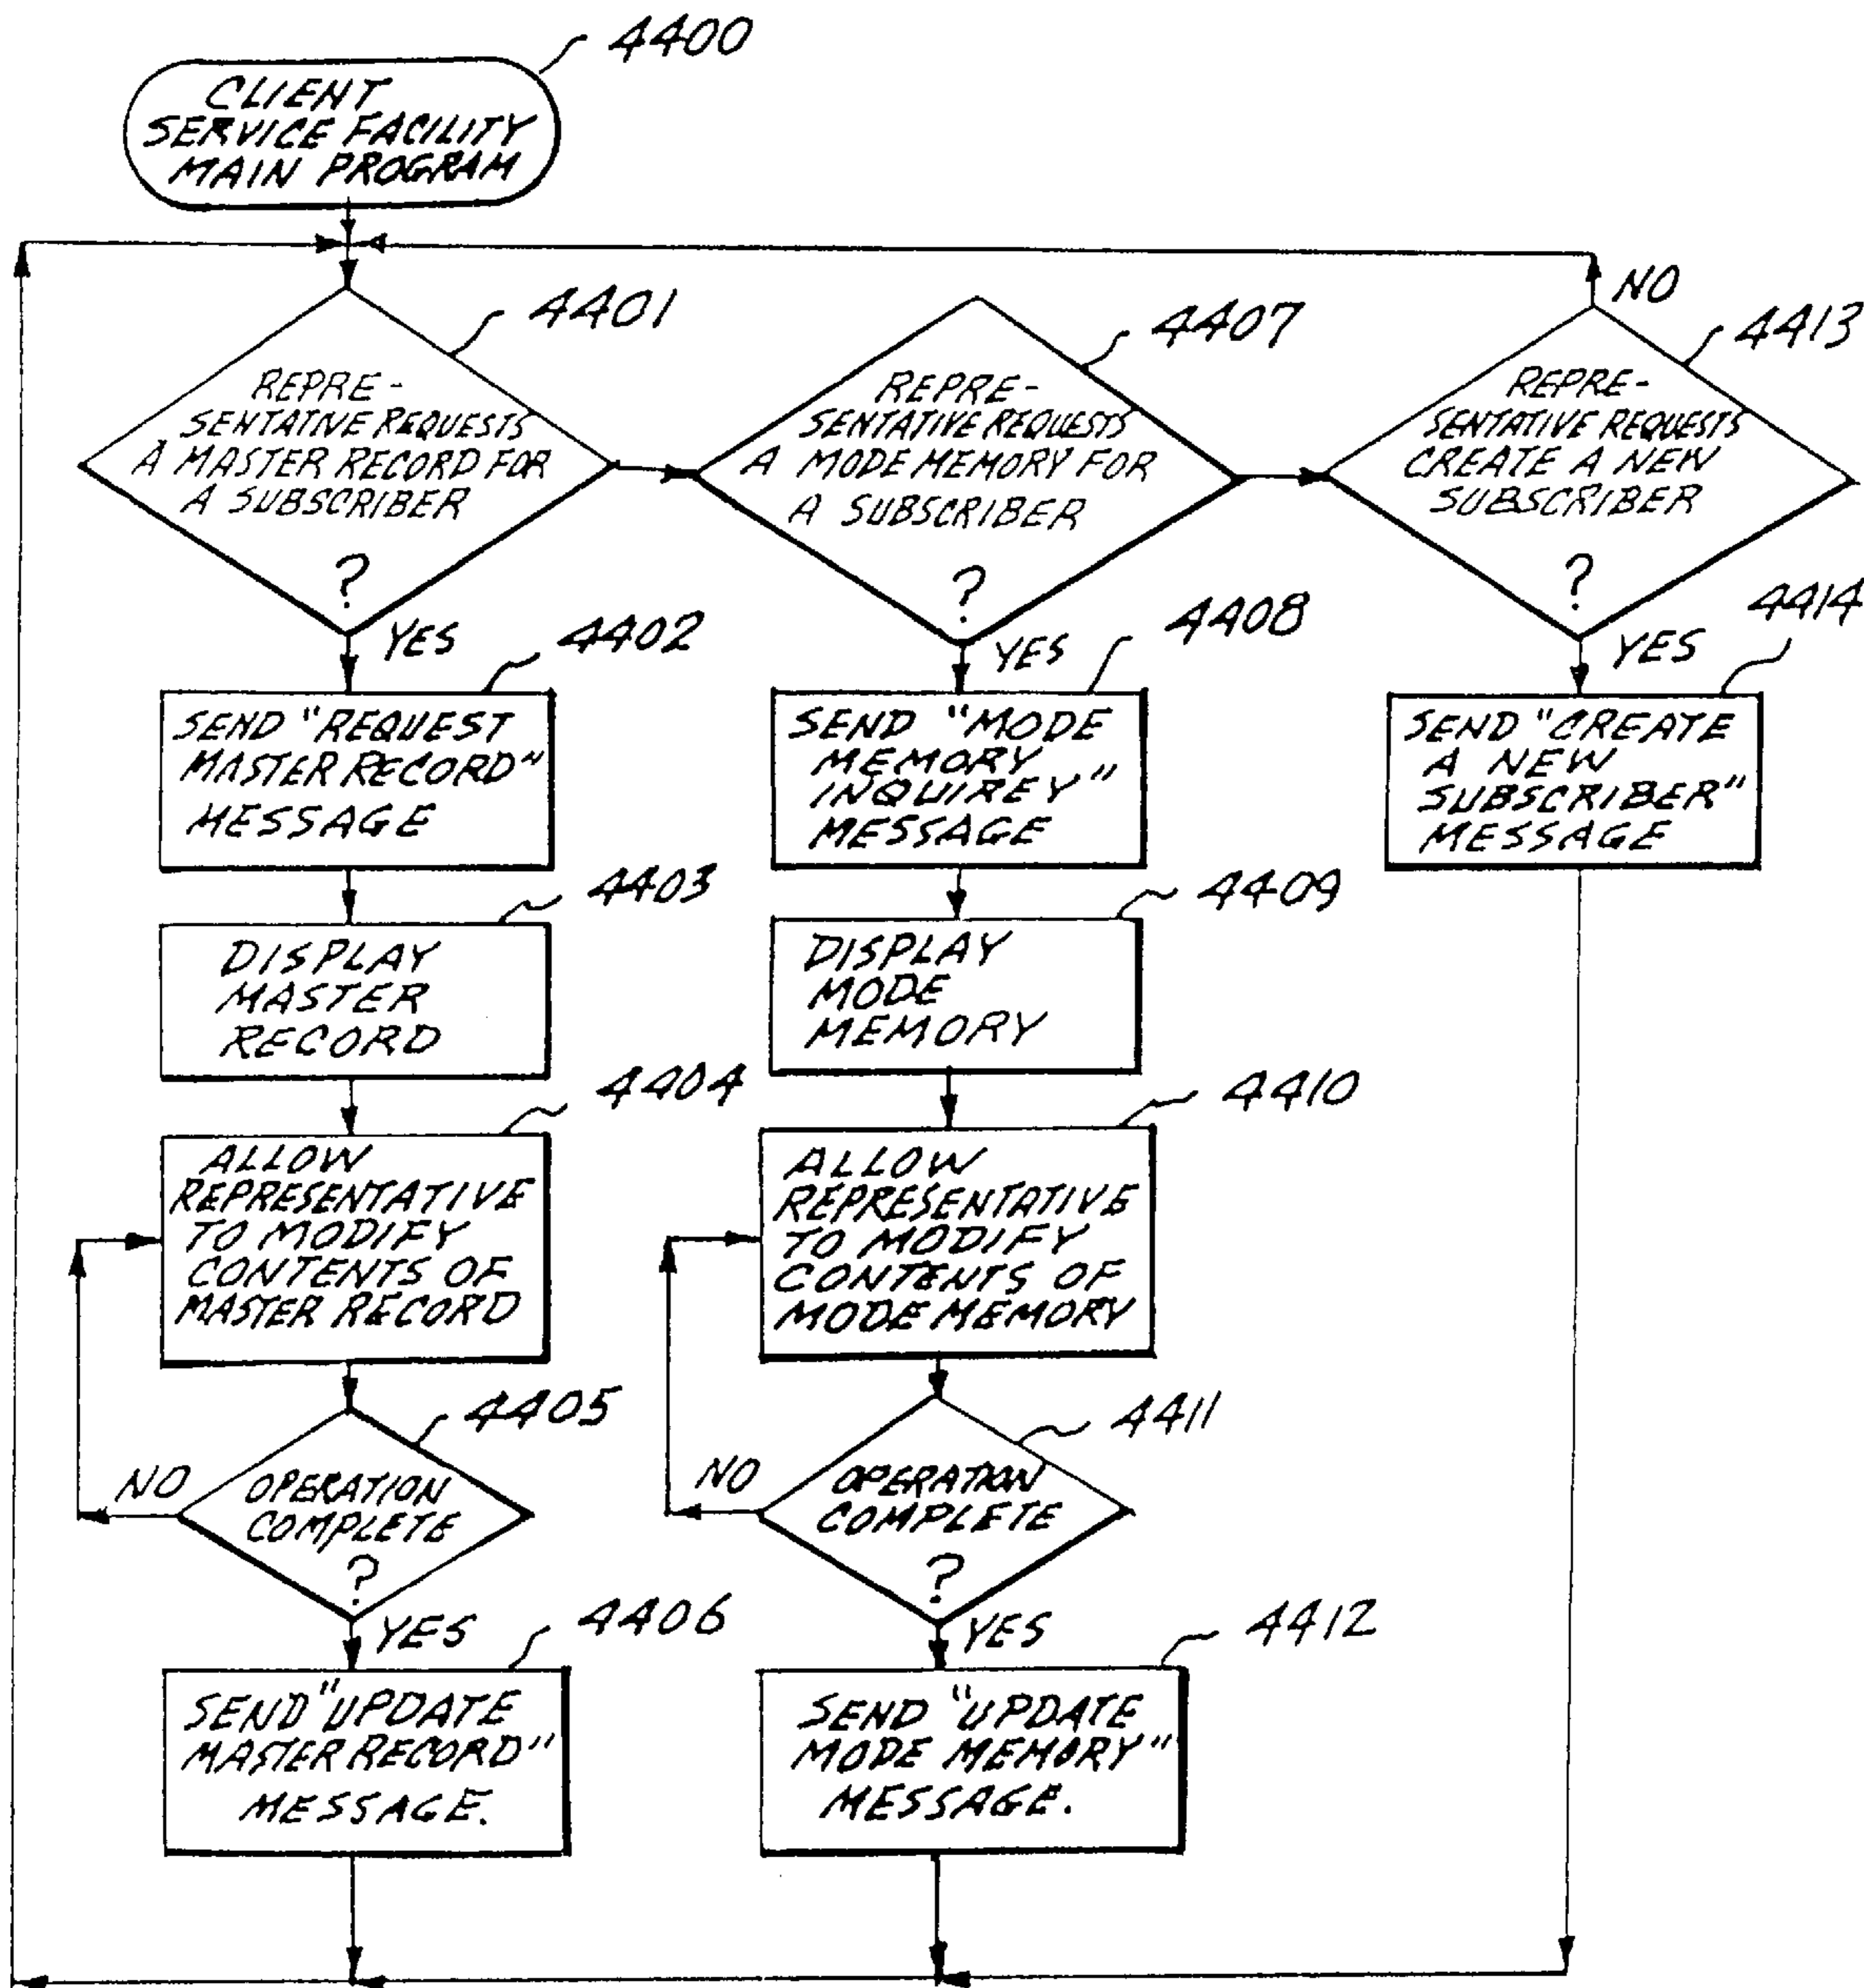 4400
CLIENT
SERVICE FACILITY
MAIN PROGRAM
4401
REPRE-
SENTATIVE REQUESTS
A MASTER RECORD FOR
A SUBSCRIBER
?
YES
4402
SEND "REQUEST
MASTER RECORD"
MESSAGE
4403
DISPLAY
MASTER
RECORD
4404
ALLOW
REPRESENTATIVE
TO MODIFY
CONTENTS OF
MASTER RECORD
4405
NO
OPERATION
COMPLETE
?
YES
4406
SEND "UPDATE
MASTER RECORD"
MESSAGE.
4407
REPRE-
SENTATIVE REQUESTS
A MODE MEMORY FOR
A SUBSCRIBER
?
YES
4408
SEND "MODE
MEMORY
INQUIREY"
MESSAGE
4409
DISPLAY
MODE
MEMORY
4410
ALLOW
REPRESENTATIVE
TO MODIFY
CONTENTS OF
MODE MEMORY
4411
NO
OPERATION
COMPLETE
?
YES
4412
SEND "UPDATE
MODE MEMORY"
MESSAGE.
NO
4413
REPRE-
SENTATIVE REQUESTS
CREATE A NEW
SUBSCRIBER
?
YES
4414
SEND "CREATE
A NEW
SUBSCRIBER"
MESSAGE